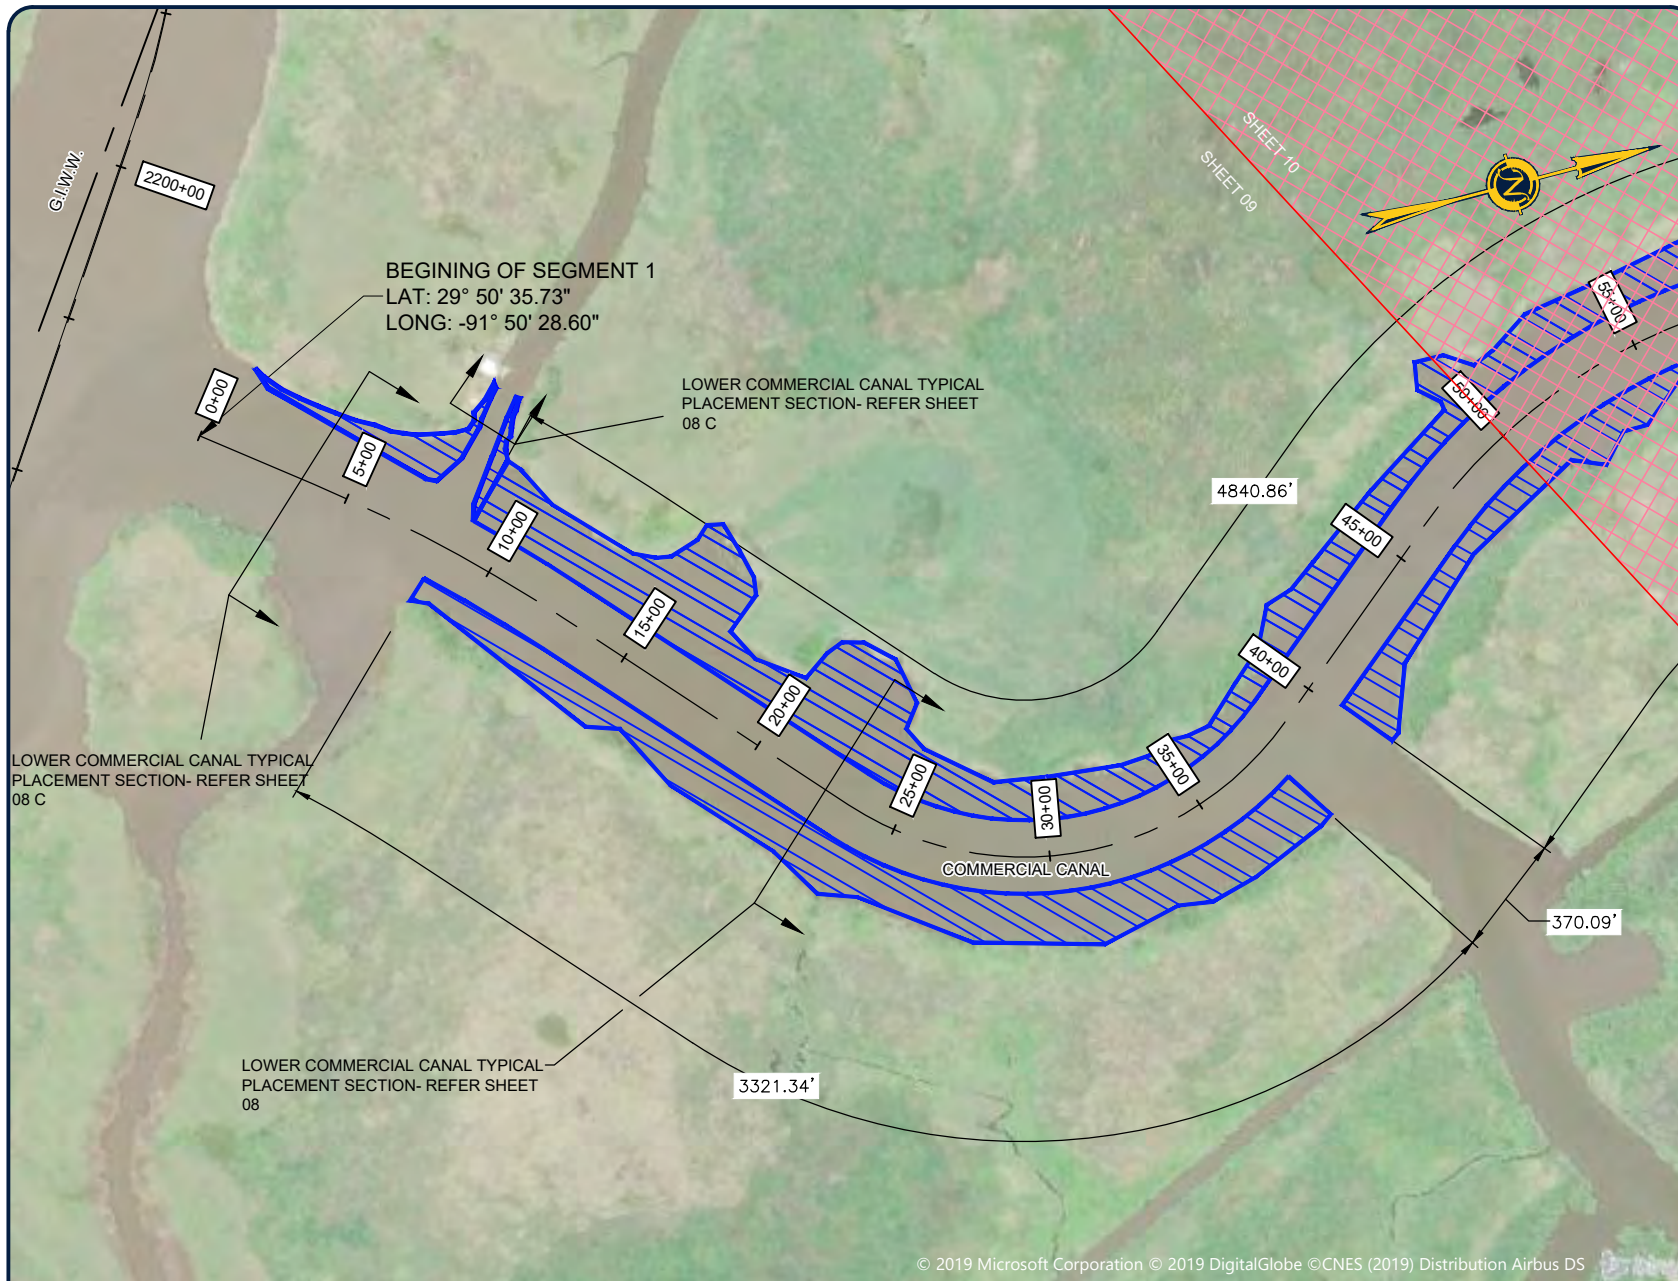 SHEET 10
SHEET 09
N
G.I.W.W.
2200+00
BEGINING OF SEGMENT 1
LAT: 29° 50' 35.73"
LONG: -91° 50' 28.60"
0+00
5+00
10+00
15+00
20+00
25+00
30+00
35+00
40+00
45+00
50+00
55+00
LOWER COMMERCIAL CANAL TYPICAL
PLACEMENT SECTION- REFER SHEET
08 C
4840.86'
LOWER COMMERCIAL CANAL TYPICAL
PLACEMENT SECTION- REFER SHEET
08 C
COMMERCIAL CANAL
370.09'
LOWER COMMERCIAL CANAL TYPICAL
PLACEMENT SECTION- REFER SHEET
08
3321.34'
© 2019 Microsoft Corporation © 2019 DigitalGlobe ©CNES (2019) Distribution Airbus DS